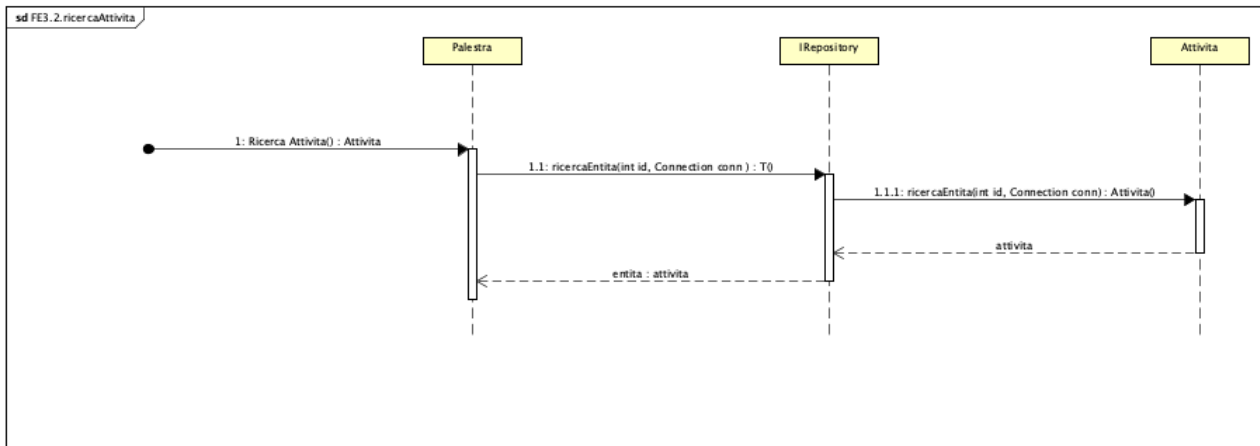 sd FE3.2.ricercaAttivita
Palestra
IRepository
Attivita
1: Ricerca Attivita() : Attivita
1.1: ricercaEntita(int id, Connection conn ) : T()
1.1.1: ricercaEntita(int id, Connection conn) : Attivita()
attivita
entita : attivita